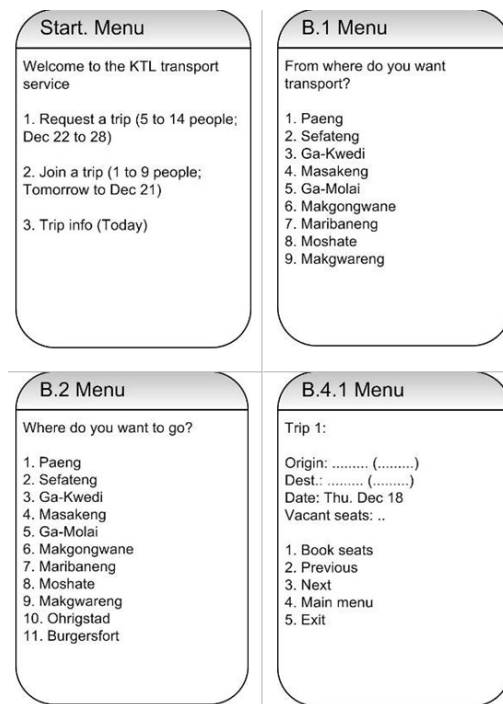 Start. Menu
Welcome to the KTL transport
service
1. Request a trip (5 to 14 people;
Dec 22 to 28)
2. Join a trip (1 to 9 people;
Tomorrow to Dec 21)
3. Trip info (Today)
B.1 Menu
From where do you want
transport?
1. Paeng
2. Sefateng
3. Ga-Kwedi
4. Masakeng
5. Ga-Molai
6. Makgongwane
7. Maribaneng
8. Moshate
9. Makgwareng
B.2 Menu
Where do you want to go?
1. Paeng
2. Sefateng
3. Ga-Kwedi
4. Masakeng
5. Ga-Molai
6. Makgongwane
7. Maribaneng
8. Moshate
9. Makgwareng
10. Ohrigstad
11. Burgersfort
B.4.1 Menu
Trip 1:
Origin: ......... (.........)
Dest.: ......... (.........)
Date: Thu. Dec 18
Vacant seats: ..
1. Book seats
2. Previous
3. Next
4. Main menu
5. Exit